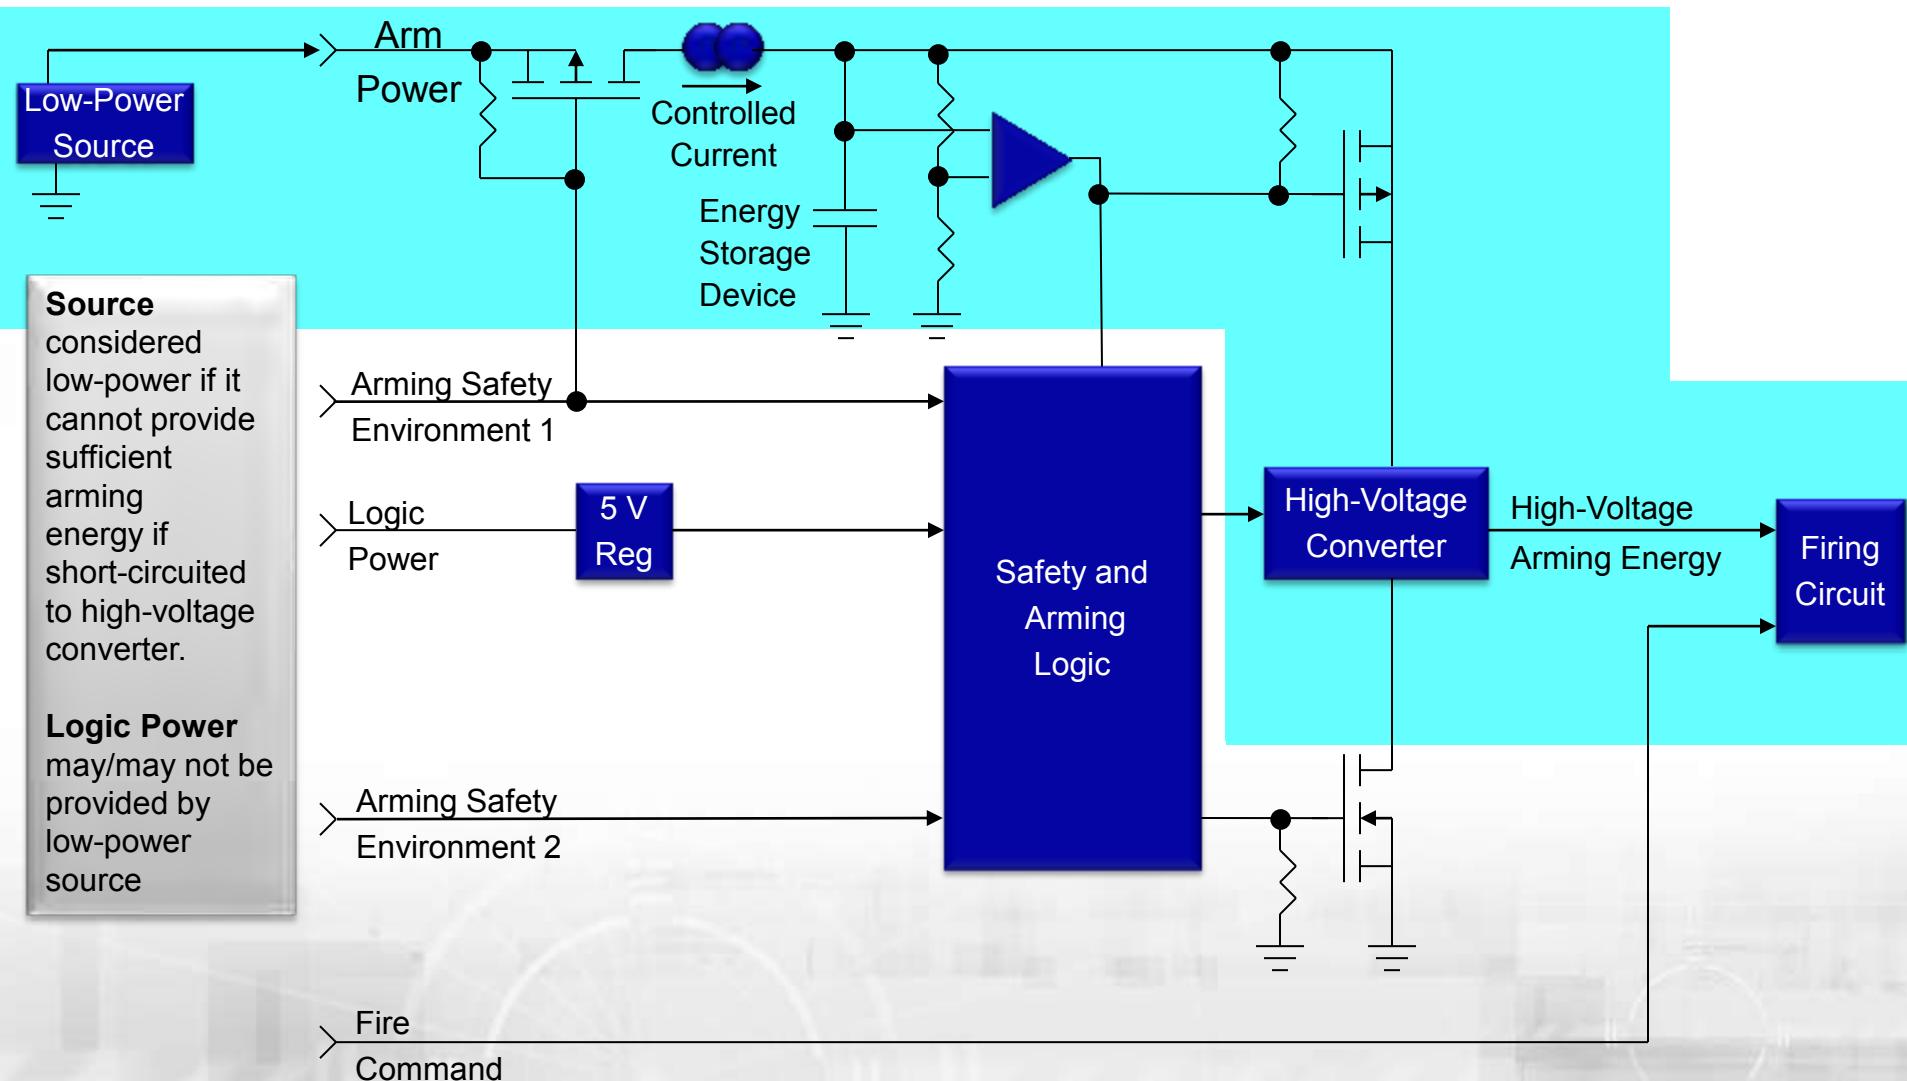 Arm
Power
Low-Power
Source
Controlled
Current
Energy
Storage
Device
Source
considered
low-power if it
cannot provide
sufficient
arming
energy if
short-circuited
to high-voltage
converter.
Logic Power
may/may not be
provided by
low-power
source
Arming Safety
Environment 1
Logic
Power
5 V
Reg
Arming Safety
Environment 2
Safety and
Arming
Logic
High-Voltage
Converter
High-Voltage
Arming Energy
Firing
Circuit
Fire
Command